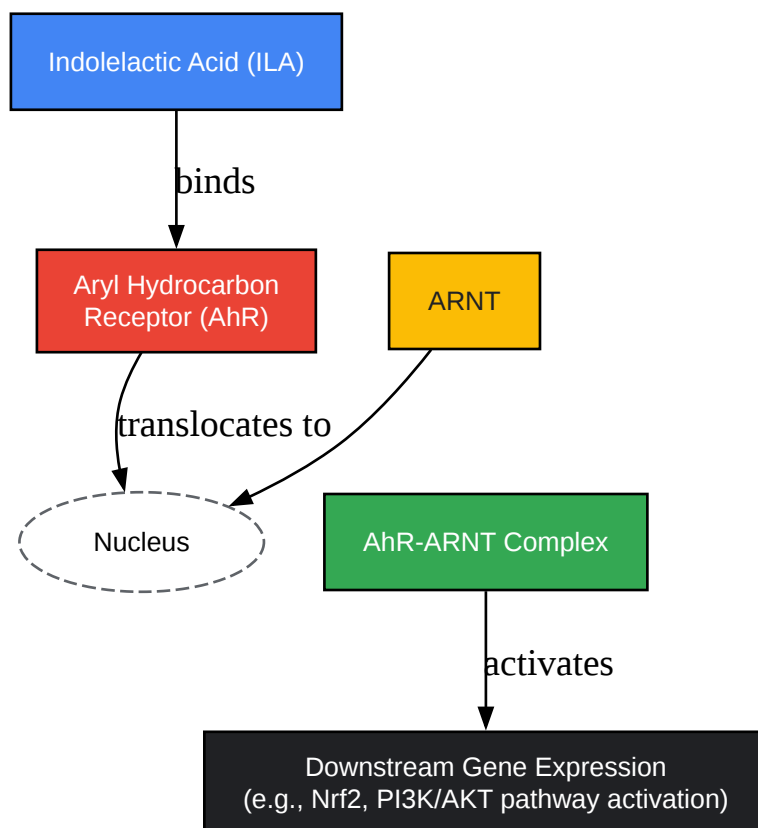 Indolelactic Acid (ILA)
binds
Aryl Hydrocarbon
Receptor (AhR)
ARNT
translocates to
Nucleus
AhR-ARNT Complex
activates
Downstream Gene Expression
(e.g., Nrf2, PI3K/AKT pathway activation)